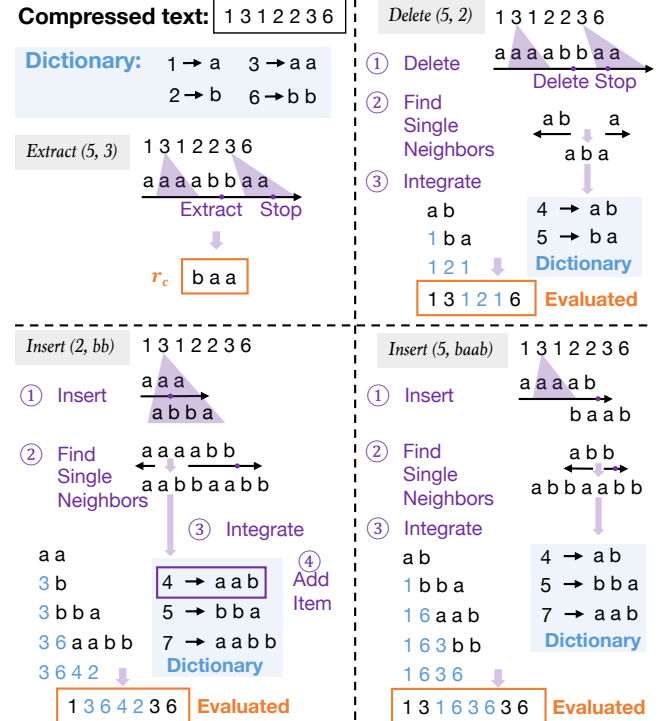 Compressed text: 1 3 1 2 2 3 6
Dictionary: 1 → a 3 → a a
2 → b 6 → b b
Extract (5, 3)
1 3 1 2 2 3 6
a a a a b b a a
Extract Stop
r_c b a a
Delete (5, 2)
1 3 1 2 2 3 6
a a a a b b a a
① Delete
Delete Stop
② Find
Single
Neighbors
a b a
a b a
③ Integrate
a b
1 b a
1 2 1
4 → a b
5 → b a
Dictionary
1 3 1 2 1 6 Evaluated
Insert (2, bb)
1 3 1 2 2 3 6
a a a
① Insert
a b b a
② Find
Single
Neighbors
a a a a b b
a a b b a a b b
③ Integrate
④
Add
Item
a a
3 b
3 b b a
3 6 a a b b
3 6 4 2
4 → a a b
5 → b b a
7 → a a b b
Dictionary
1 3 6 4 2 3 6 Evaluated
Insert (5, baab)
1 3 1 2 2 3 6
a a a a b
① Insert
b a a b
② Find
Single
Neighbors
a b b
a b b a a b b
③ Integrate
a b
1 b b a
1 6 a a b
1 6 3 b b
1 6 3 6
4 → a b
5 → b b a
7 → a a b
Dictionary
1 3 1 6 3 6 3 6 Evaluated